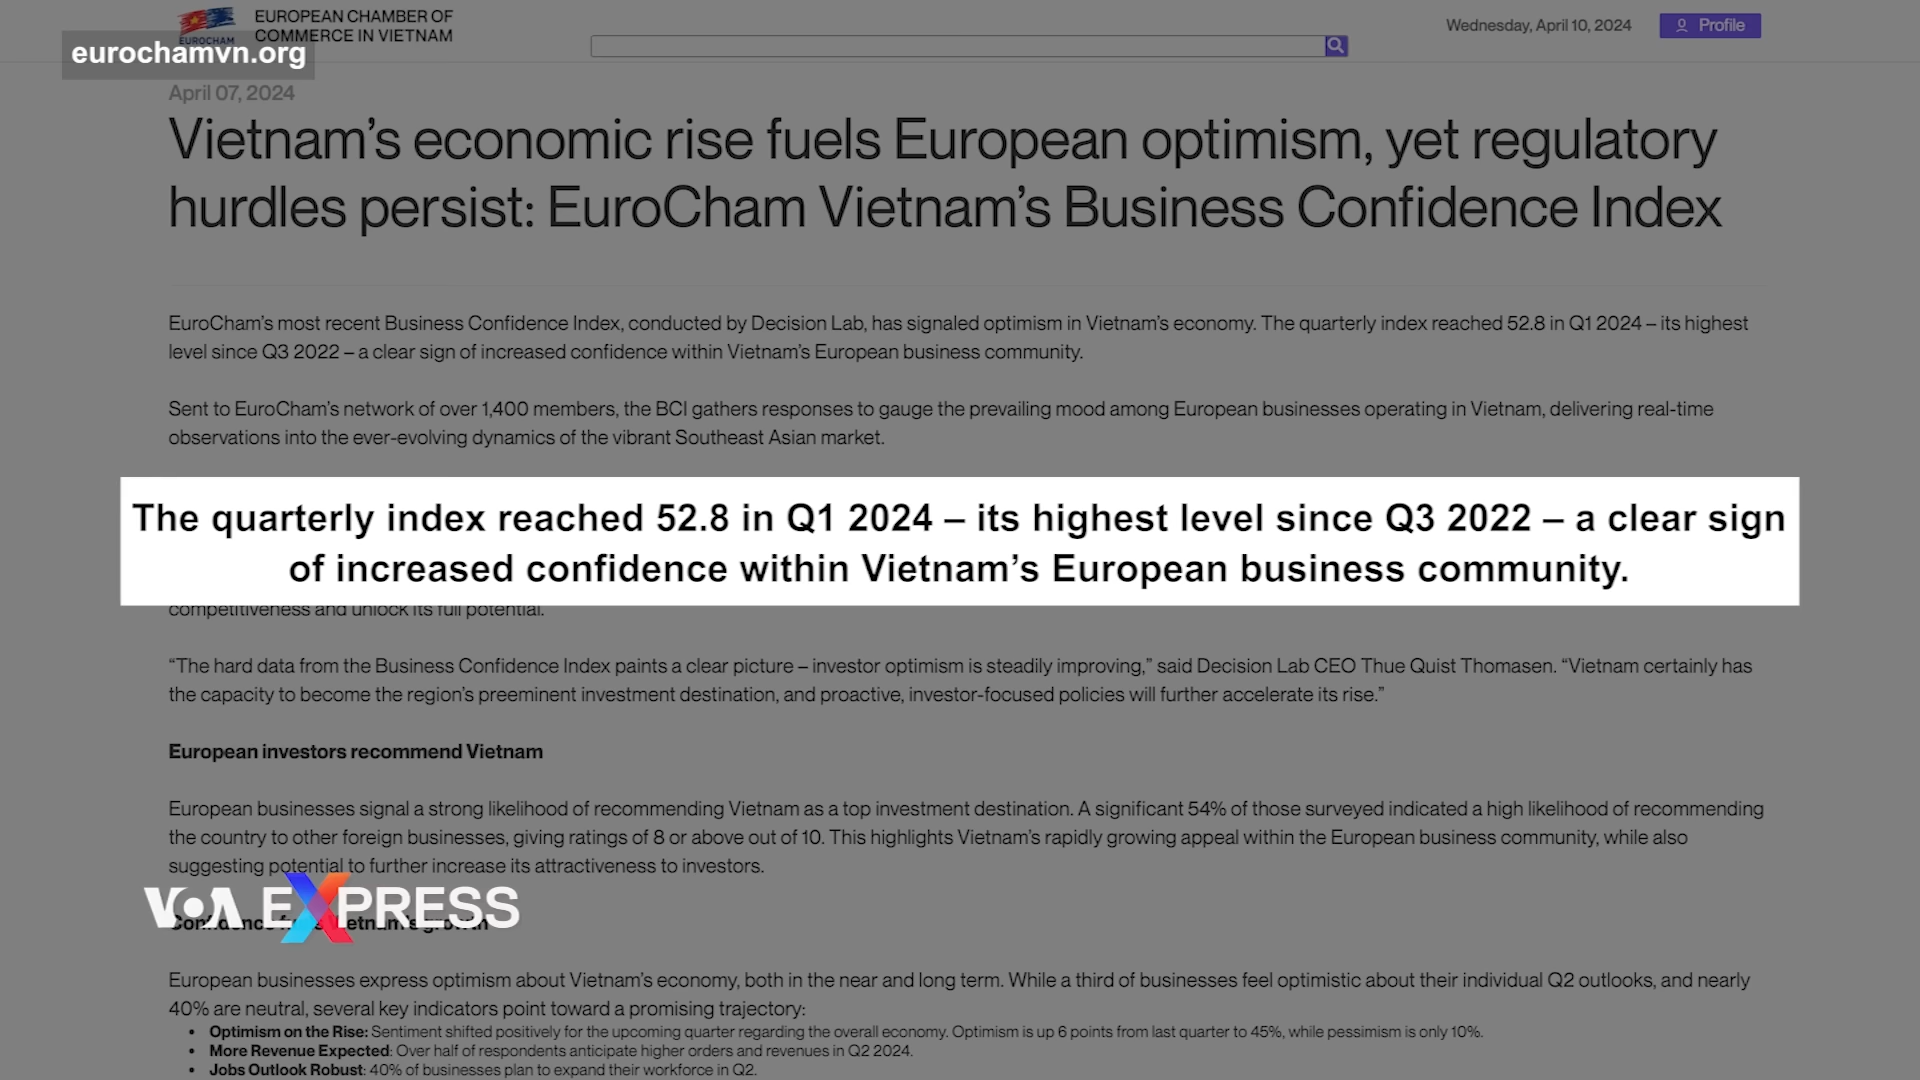 EUROPEAN CHAMBER OF
COMMERCE IN VIETNAM
EUROCHAM
eurochamvn.org
Wednesday, April 10, 2024
Profile
April 07, 2024
Vietnam’s economic rise fuels European optimism, yet regulatory
hurdles persist: EuroCham Vietnam’s Business Confidence Index
EuroCham’s most recent Business Confidence Index, conducted by Decision Lab, has signaled optimism in Vietnam’s economy. The quarterly index reached 52.8 in Q1 2024 – its highest
level since Q3 2022 – a clear sign of increased confidence within Vietnam’s European business community.
Sent to EuroCham’s network of over 1,400 members, the BCI gathers responses to gauge the prevailing mood among European businesses operating in Vietnam, delivering real-time
observations into the ever-evolving dynamics of the vibrant Southeast Asian market.
The quarterly index reached 52.8 in Q1 2024 – its highest level since Q3 2022 – a clear sign
of increased confidence within Vietnam’s European business community.
competitiveness and unlock its full potential.
“The hard data from the Business Confidence Index paints a clear picture – investor optimism is steadily improving,” said Decision Lab CEO Thue Quist Thomasen. “Vietnam certainly has
the capacity to become the region’s preeminent investment destination, and proactive, investor-focused policies will further accelerate its rise.”
European investors recommend Vietnam
European businesses signal a strong likelihood of recommending Vietnam as a top investment destination. A significant 54% of those surveyed indicated a high likelihood of recommending
the country to other foreign businesses, giving ratings of 8 or above out of 10. This highlights Vietnam’s rapidly growing appeal within the European business community, while also
suggesting potential to further increase its attractiveness to investors.
VOA EXPRESS
growth
European businesses express optimism about Vietnam’s economy, both in the near and long term. While a third of businesses feel optimistic about their individual Q2 outlooks, and nearly
40% are neutral, several key indicators point toward a promising trajectory:
• Optimism on the Rise: Sentiment shifted positively for the upcoming quarter regarding the overall economy. Optimism is up 6 points from last quarter to 45%, while pessimism is only 10%.
• More Revenue Expected: Over half of respondents anticipate higher orders and revenues in Q2 2024.
• Jobs Outlook Robust: 40% of businesses plan to expand their workforce in Q2.